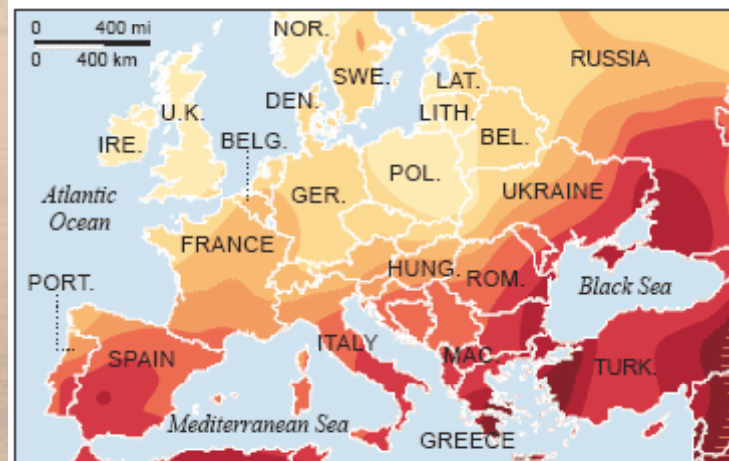 0 400 mi
0 400 km
NOR.
SWE.
RUSSIA
LAT.
DEN.
LITH.
U.K.
IRE.
BELG.
BEL.
POL.
GER.
UKRAINE
Atlantic
Ocean
FRANCE
HUNG.
ROM.
PORT.
Black Sea
ITALY
SPAIN
MAC.
TURK.
Mediterranean Sea
GREECE